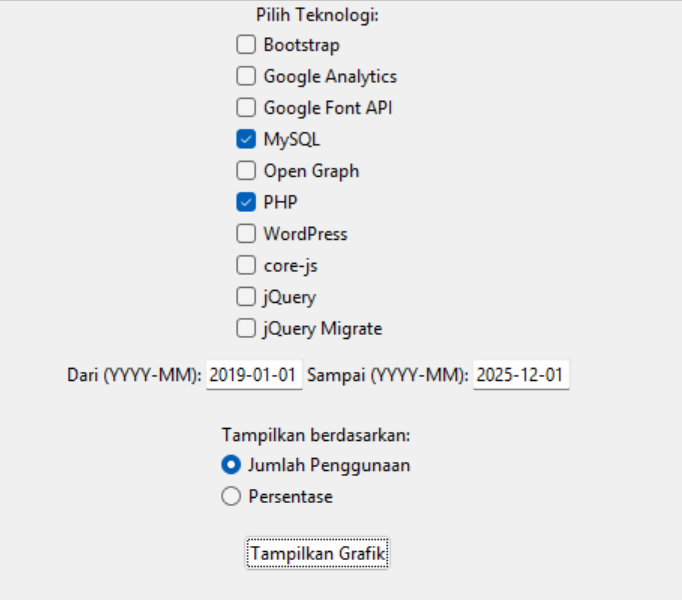 Pilih Teknologi:
Bootstrap
Google Analytics
Google Font API
MySQL
Open Graph
PHP
WordPress
core-js
jQuery
jQuery Migrate
Dari (YYYY-MM): 2019-01-01 Sampai (YYYY-MM): 2025-12-01
Tampilkan berdasarkan:
Jumlah Penggunaan
Persentase
Tampilkan Grafik